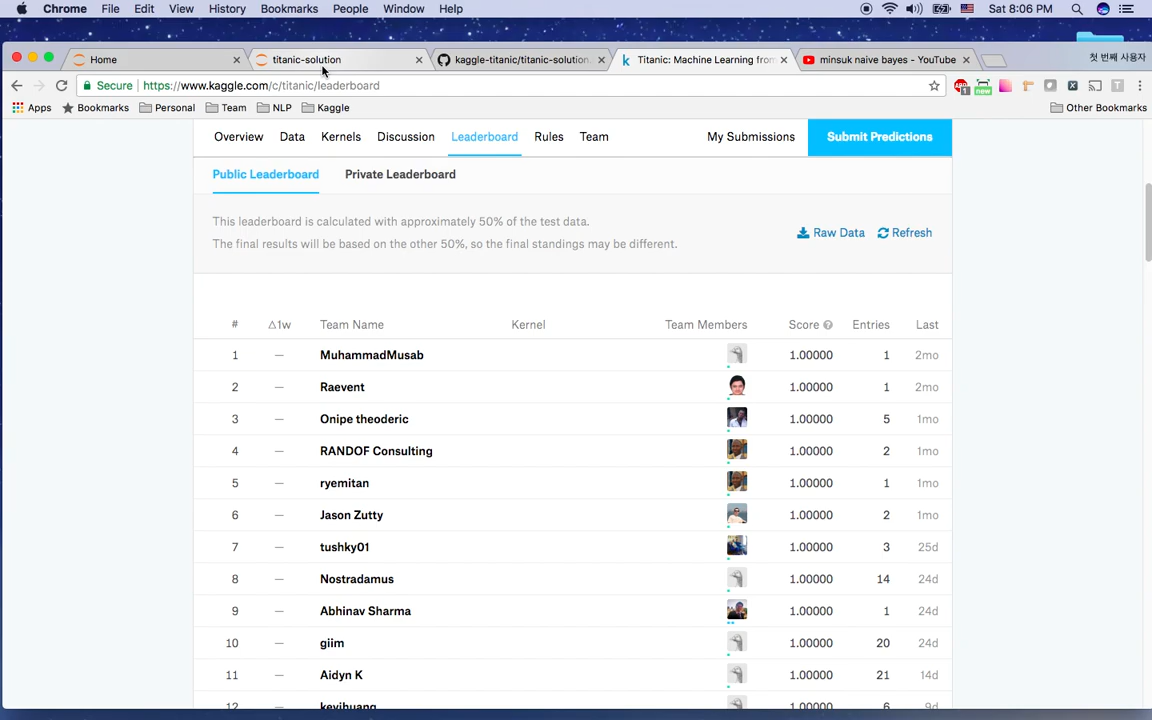 Chrome File Edit View History Bookmarks People Window Help Sat 8:06 PM
Home titanic-solution kaggle-titanic/titanic-solution. Titanic: Machine Learning from minsuk naive bayes - YouTube 첫 번째 사용자
Secure https://www.kaggle.com/c/titanic/leaderboard
Apps Bookmarks Personal Team NLP Kaggle Other Bookmarks
Overview Data Kernels Discussion Leaderboard Rules Team My Submissions Submit Predictions
Public Leaderboard Private Leaderboard
This leaderboard is calculated with approximately 50% of the test data.
The final results will be based on the other 50%, so the final standings may be different.
Raw Data Refresh
# Δ1w Team Name Kernel Team Members Score Entries Last
1 — MuhammadMusab 1.00000 1 2mo
2 — Raevent 1.00000 1 2mo
3 — Onipe theoderic 1.00000 5 1mo
4 — RANDOF Consulting 1.00000 2 1mo
5 — ryemitan 1.00000 1 1mo
6 — Jason Zutty 1.00000 2 1mo
7 — tushky01 1.00000 3 25d
8 — Nostradamus 1.00000 14 24d
9 — Abhinav Sharma 1.00000 1 24d
10 — giim 1.00000 20 24d
11 — Aidyn K 1.00000 21 14d
12 — kevihuang 1.00000 6 9d